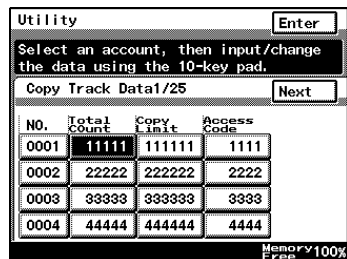 Utility Enter
Select an account, then input/change
the data using the 10-key pad.
Copy Track Data1/25 Next
NO. Total Count Copy Limit Access Code
0001 11111 111111 1111
0002 22222 222222 2222
0003 33333 333333 3333
0004 44444 444444 4444
Memory Free 100%